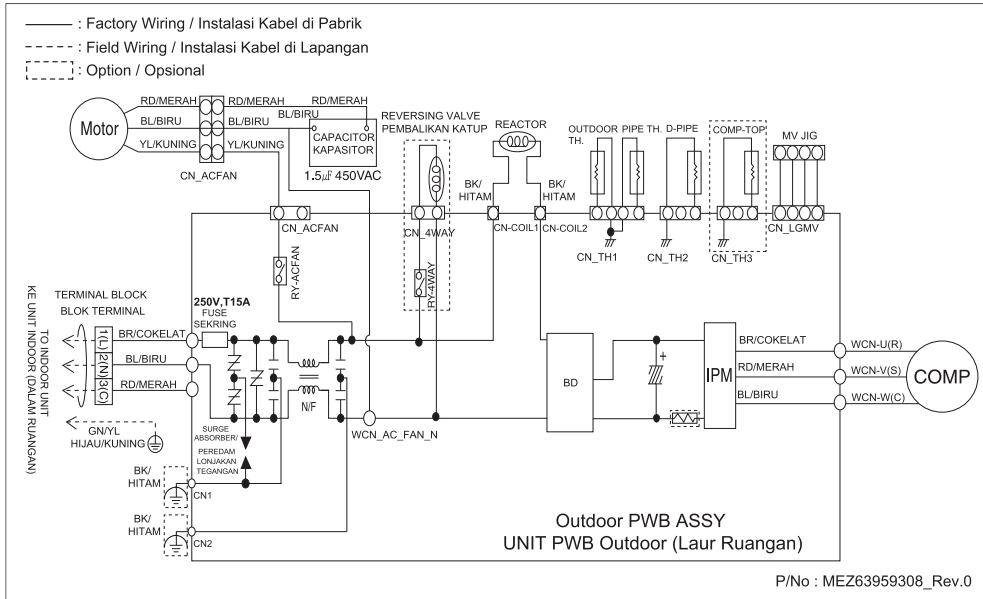 : Factory Wiring / Instalasi Kabel di Pabrik
: Field Wiring / Instalasi Kabel di Lapangan
: Option / Opsional
Motor
RD/MERAH
RD/MERAH
RD/MERAH
BL/BIRU
BL/BIRU
BL/BIRU
YL/KUNING
YL/KUNING
CN_ACFAN
CAPACITOR
KAPASITOR
1.5㎌ 450VAC
REVERSING VALVE
PEMBALIKAN KATUP
REACTOR
BK/
HITAM
BK/
HITAM
OUTDOOR
TH.
PIPE TH.
D-PIPE
COMP-TOP
MV JIG
CN_ACFAN
CN_4WAY
CN-COIL1
CN-COIL2
CN_TH1
CN_TH2
CN_TH3
CN_LGMV
RY-ACFAN
RY-4WAY
TERMINAL BLOCK
BLOK TERMINAL
TO INDOOR UNIT
KE UNIT INDOOR (DALAM RUANGAN)
1(L)
2(N)
3(C)
BR/COKELAT
BL/BIRU
RD/MERAH
GN/YL
HIJAU/KUNING
250V,T15A
FUSE
SEKRING
N/F
SURGE
ABSORBER/
PEREDAM
LONJAKAN
TEGANGAN
WCN_AC_FAN_N
BD
+
IPM
BR/COKELAT
RD/MERAH
BL/BIRU
WCN-U(R)
WCN-V(S)
WCN-W(C)
COMP
BK/
HITAM
CN1
BK/
HITAM
CN2
Outdoor PWB ASSY
UNIT PWB Outdoor (Laur Ruangan)
P/No : MEZ63959308_Rev.0